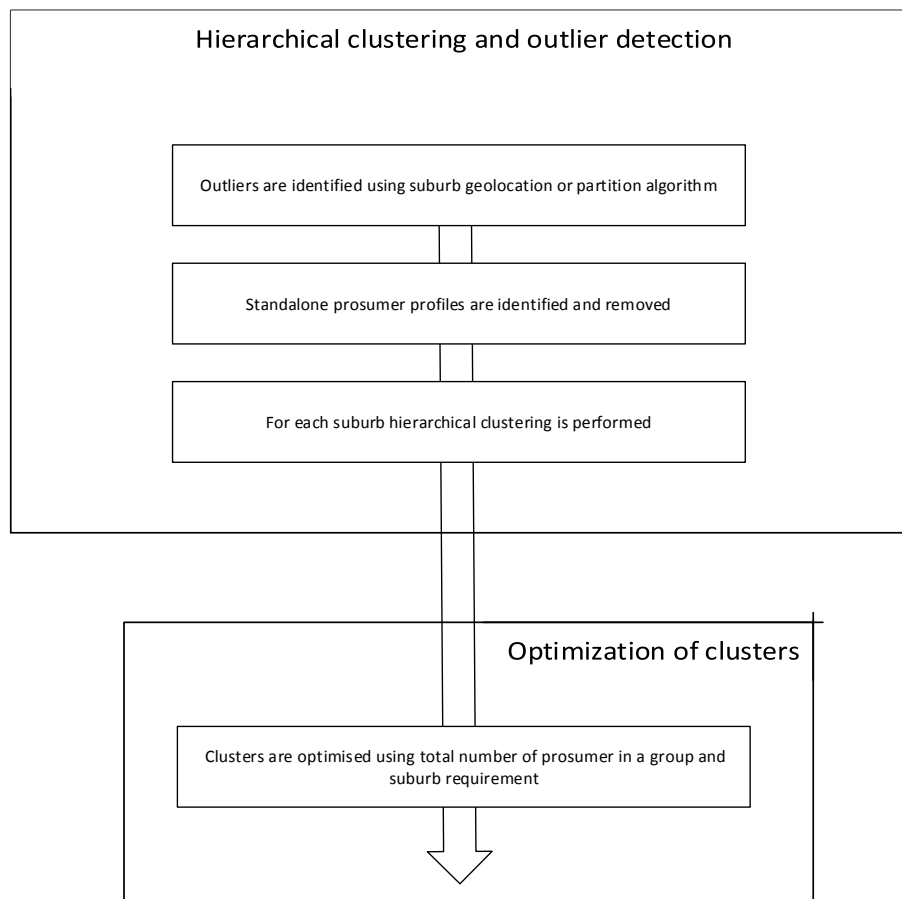 Hierarchical clustering and outlier detection
Outliers are identified using suburb geolocation or partition algorithm
Standalone prosumer profiles are identified and removed
For each suburb hierarchical clustering is performed
Optimization of clusters
Clusters are optimised using total number of prosumer in a group and
suburb requirement